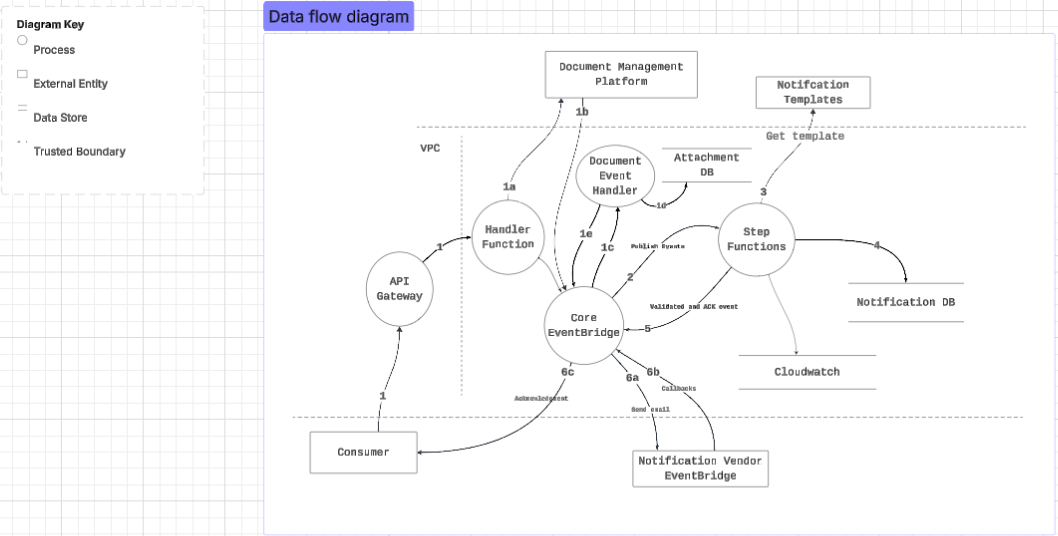 Diagram Key
Process
External Entity
Data Store
Trusted Boundary
Data flow diagram
Document Management
Platform
1b
Notifcation
Templates
Get template
VPC
Document
Event
Handler
Attachment
DB
1a
1d
3
Handler
Function
1
1e
1c
Publish Events
Step
Functions
4
2
API
Gateway
Core
EventBridge
Validated and ACK event
5
Notification DB
6c
6a
6b
Callbacks
Cloudwatch
1
Acknowledgment
Send email
Consumer
Notification Vendor
EventBridge